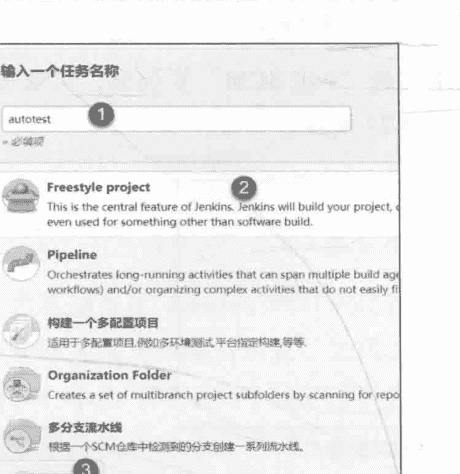 输入一个任务名称
1
autotest
» 必填项
Freestyle project
2
This is the central feature of Jenkins. Jenkins will build your project,
even used for something other than software build.
Pipeline
Orchestrates long-running activities that can span multiple build
workflows) and/or organizing complex activities that do not easily
构建一个多配置项目
适用于多配置项目,例如多环境测试,平台指定构建,等等.
Organization Folder
Creates a set of multibranch project subfolders by scanning for
多分支流水线
根据一个SCM仓库中检测到的分支创建一系列流水线。
3